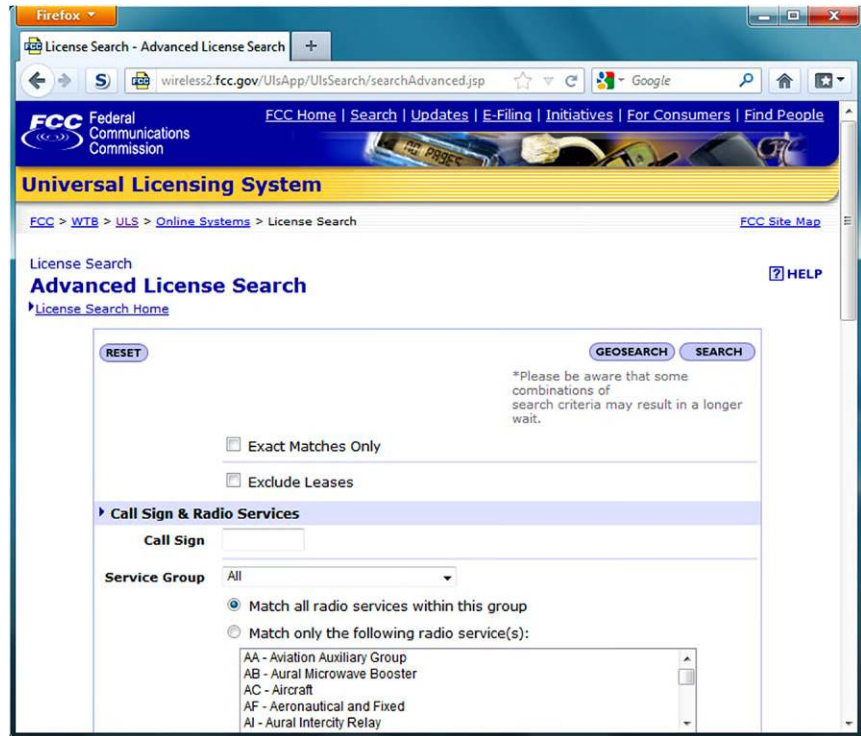 Firefox
License Search - Advanced License Search
wireless2.fcc.gov/UlsApp/UlsSearch/searchAdvanced.jsp
Google
FCC Federal Communications Commission
FCC Home | Search | Updates | E-Filing | Initiatives | For Consumers | Find People
NO PAGES
Universal Licensing System
FCC > WTB > ULS > Online Systems > License Search
FCC Site Map
License Search
Advanced License Search
? HELP
License Search Home
RESET
GEOSEARCH
SEARCH
*Please be aware that some
combinations of
search criteria may result in a longer
wait.
Exact Matches Only
Exclude Leases
Call Sign & Radio Services
Call Sign
Service Group
All
Match all radio services within this group
Match only the following radio service(s):
AA - Aviation Auxiliary Group
AB - Aural Microwave Booster
AC - Aircraft
AF - Aeronautical and Fixed
AI - Aural Intercity Relay